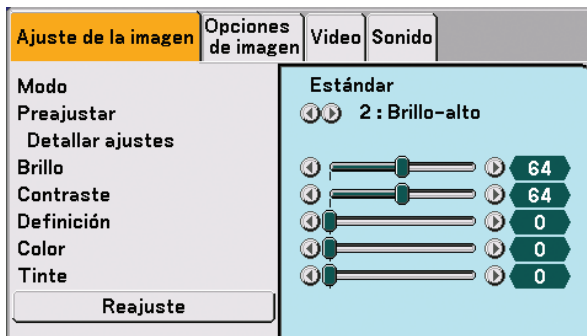 Ajuste de la imagen
Opciones
de imagen
Video
Sonido
Modo
Estándar
Preajustar
2 : Brillo-alto
Detallar ajustes
Brillo
64
Contraste
64
Definición
0
Color
0
Tinte
0
Reajuste